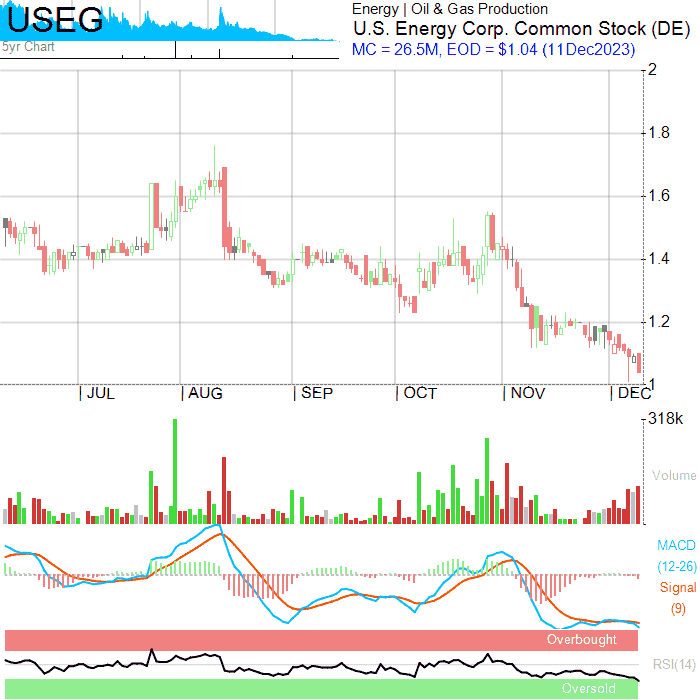 USEG
5yr Chart
Energy | Oil & Gas Production
U.S. Energy Corp. Common Stock (DE)
MC = 26.5M, EOD = $1.04 (11Dec2023)
2
1.8
1.6
1.4
1.2
1
JUL AUG SEP OCT NOV DEC
318k
Volume
MACD
(12-26)
Signal
(9)
Overbought
RSI(14)
Oversold